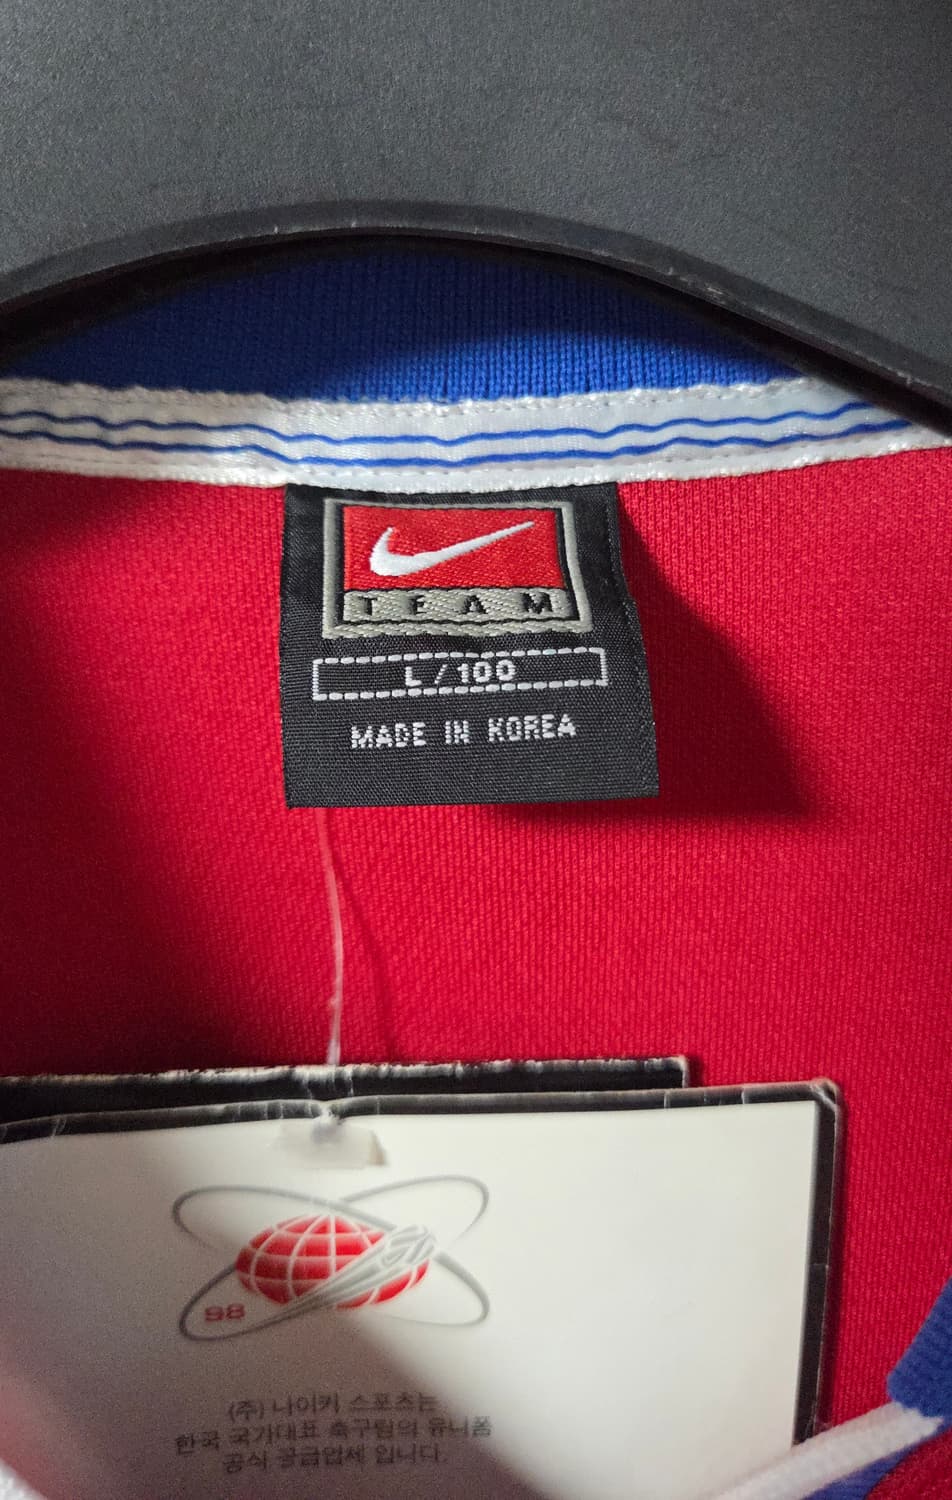 TEAM
L/100
MADE IN KOREA
98
(주) 나이키 스포츠는
한국 국가대표 축구팀의 유니폼
공식 공급업체 입니다.